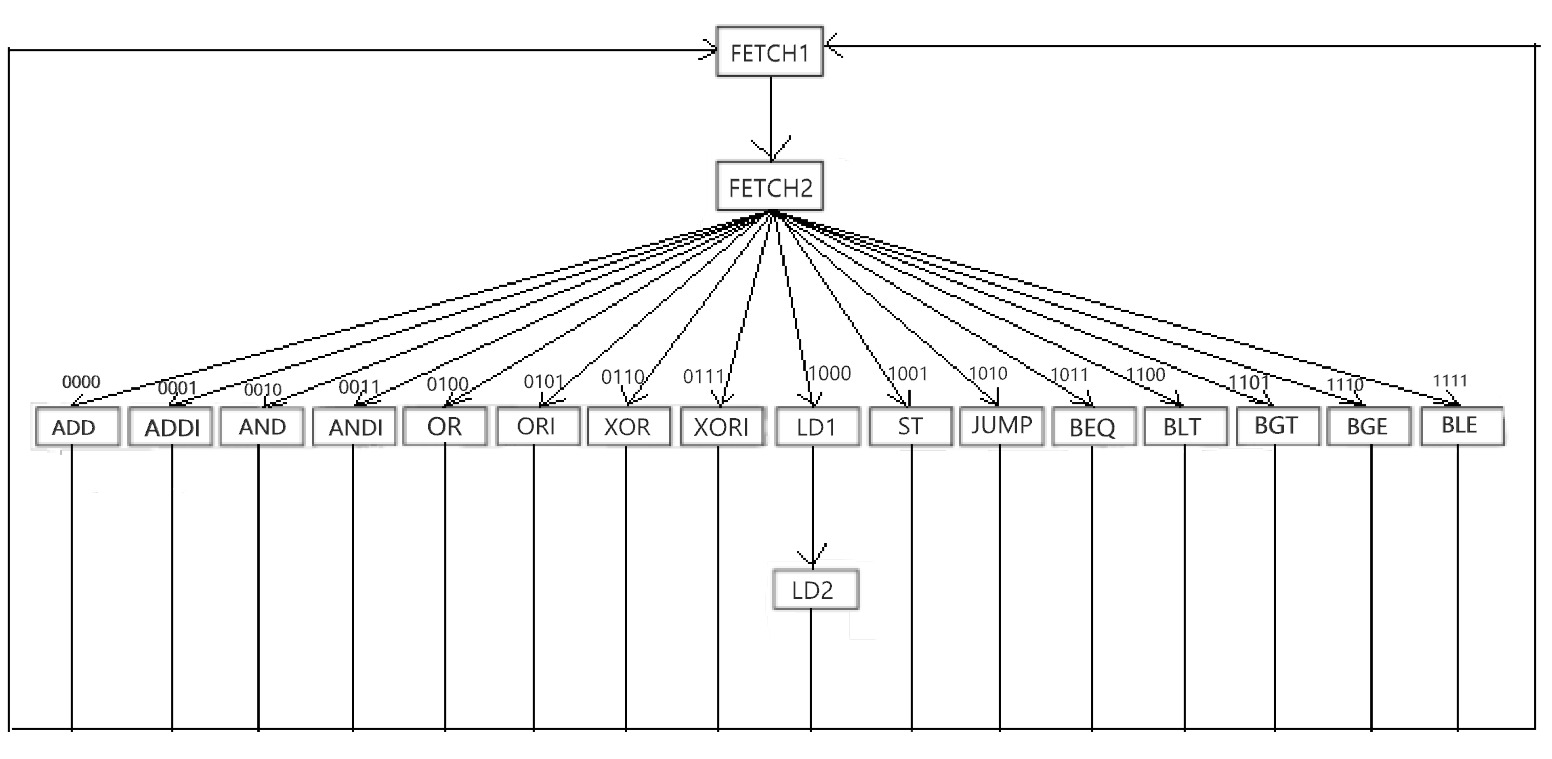 FETCH1
FETCH2
0000 0001 0010 0011 0100 0101 0110 0111 1000 1001 1010 1011 1100 1101 1110 1111
ADD ADDI AND ANDI OR ORI XOR XORI LD1 ST JUMP BEQ BLT BGT BGE BLE
LD2